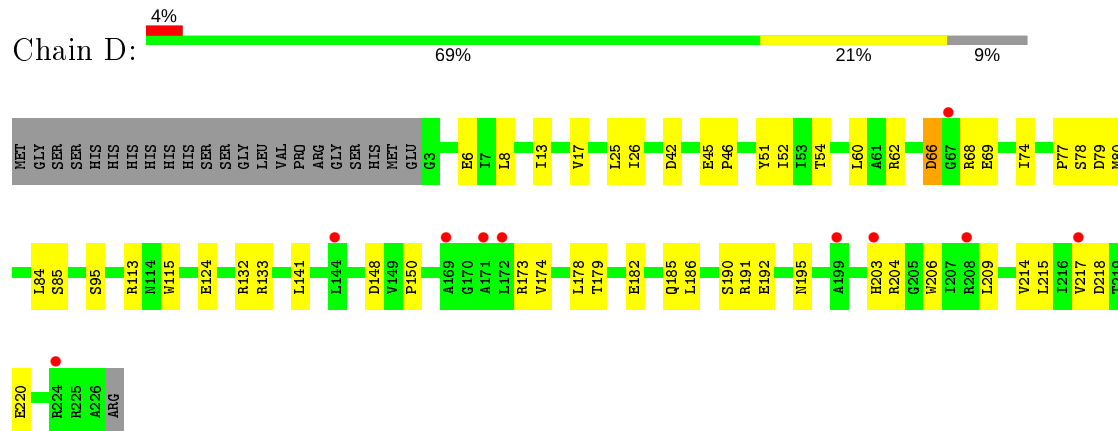 4%
Chain D:
69% 21% 9%
MET GLY SER SER HIS HIS HIS HIS HIS HIS SER SER GLY LEU VAL PRO ARG GLY SER HIS MET GLU G3 E6 I7 L8 I13 V17 L25 I26 D42 E45 P46 Y51 I52 I53 T54 L60 A61 R62 D66 G67 R68 E69 I74 P77 S78 D79 W80
L84 S85 S95 R113 N114 W115 E124 R132 R133 L141 L144 D148 V149 P150 A169 G170 A171 L172 R173 V174 L178 T179 E182 Q185 L186 S190 R191 E192 N195 A199 H203 R204 G205 W206 I207 R208 L209 V214 L215 I216 V217 D218 T219
E220 R224 R225 A226 ARG